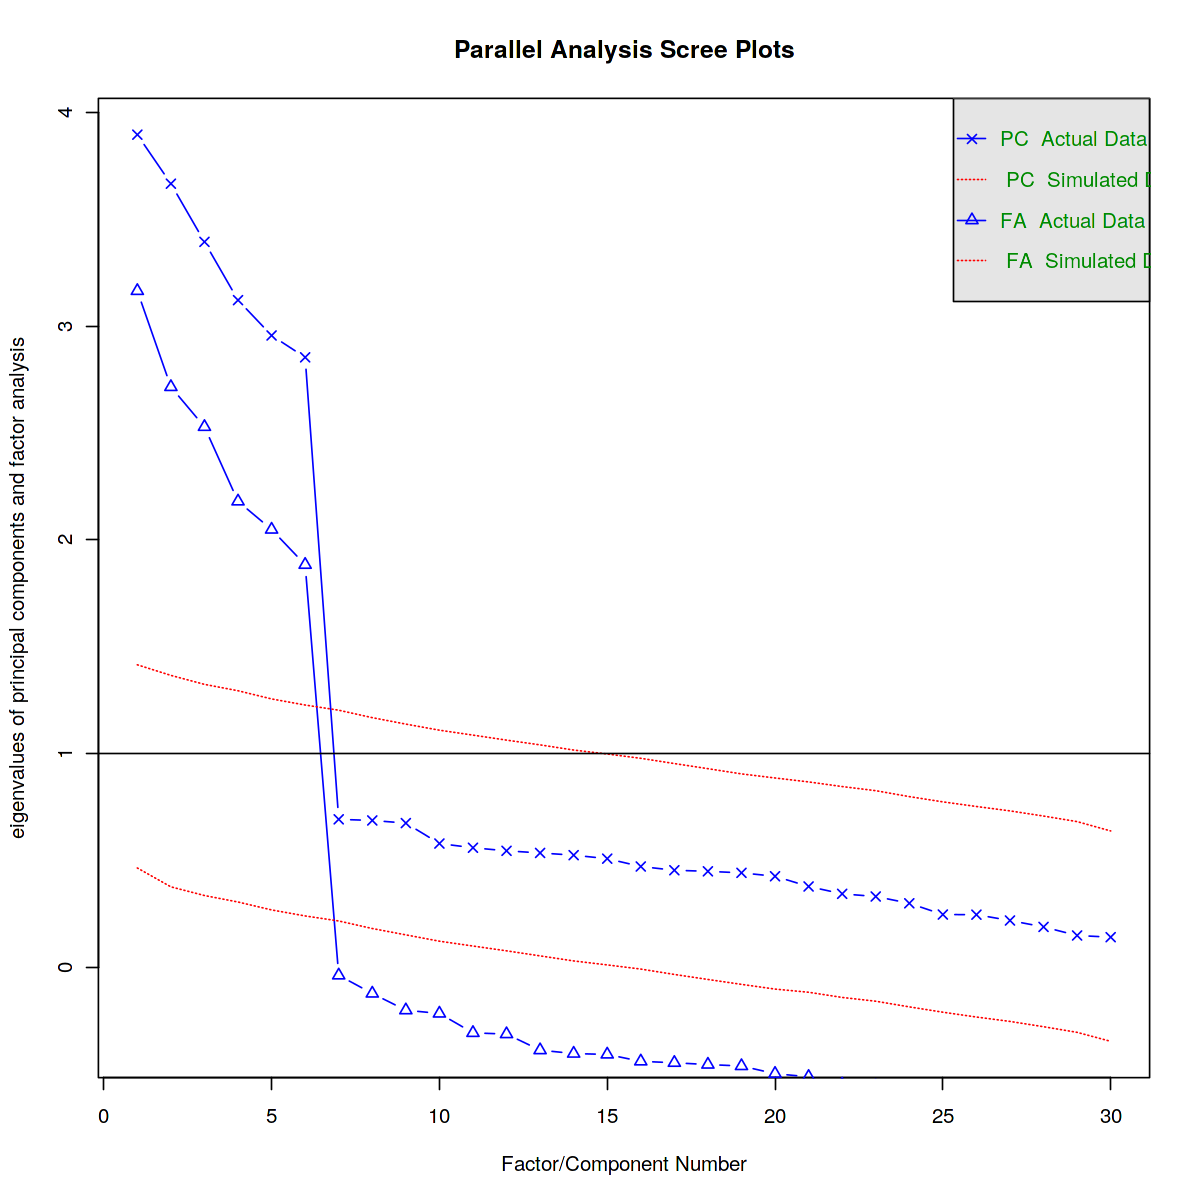 Parallel Analysis Scree Plots
eigenvalues of principal components and factor analysis
4
3
2
1
0
PC Actual Data
PC Simulated
FA Actual Data
FA Simulated
0 5 10 15 20 25 30
Factor/Component Number